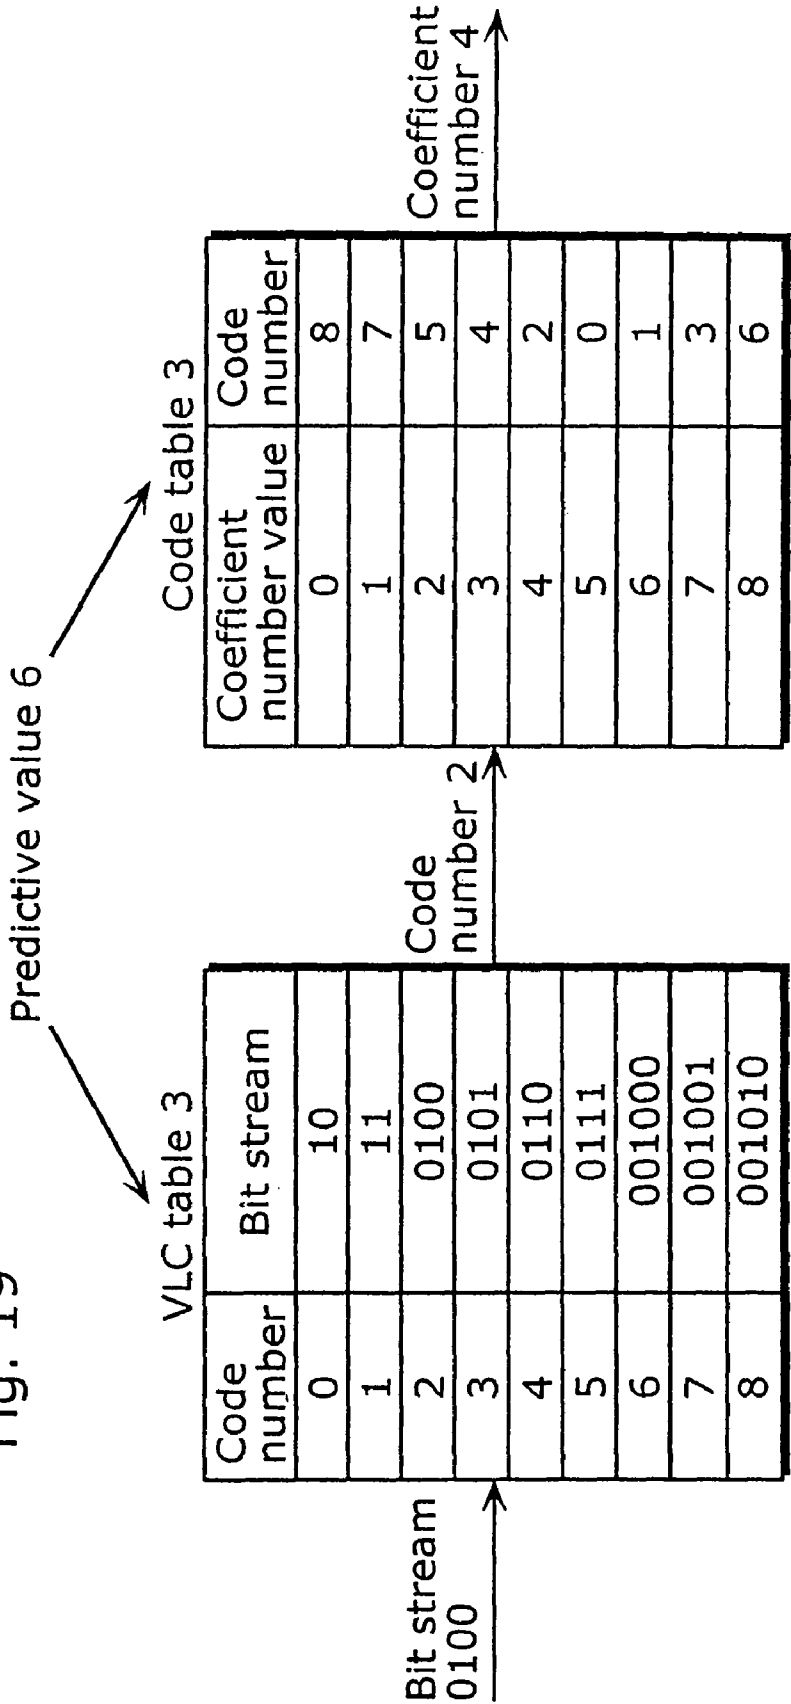 Fig. 19
Predictive value 6
VLC table 3
Code table 3
Bit stream
0100
Code
number
Bit stream
0 10
1 11
2 0100
3 0101
4 0110
5 0111
6 001000
7 001001
8 001010
Code
number 2
Coefficient
number value
Code
number
0 8
1 7
2 5
3 4
4 2
5 0
6 1
7 3
8 6
Coefficient
number 4